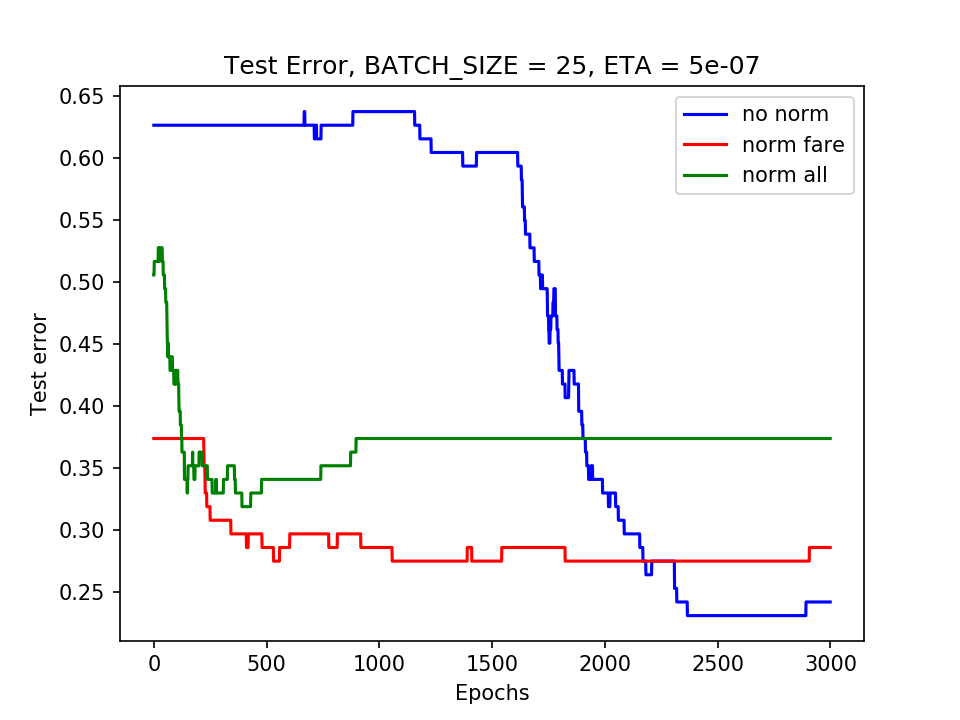 Test Error, BATCH_SIZE = 25, ETA = 5e-07
no norm
norm fare
norm all
Test error
0.65
0.60
0.55
0.50
0.45
0.40
0.35
0.30
0.25
0 500 1000 1500 2000 2500 3000
Epochs